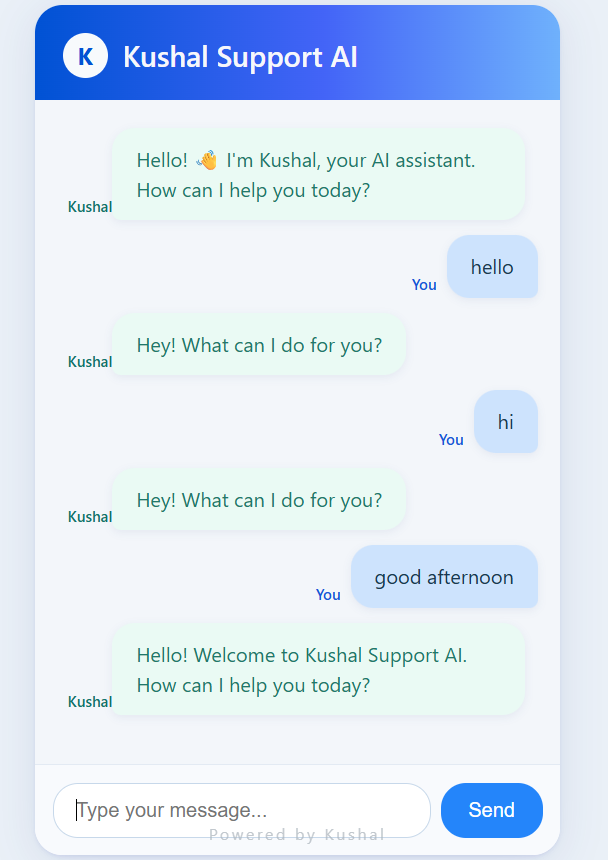 K
Kushal Support AI
Hello! 👋 I'm Kushal, your AI assistant.
How can I help you today?
Kushal
hello
You
Hey! What can I do for you?
Kushal
hi
You
Hey! What can I do for you?
Kushal
good afternoon
You
Hello! Welcome to Kushal Support AI.
How can I help you today?
Kushal
Type your message...
Send
Powered by Kushal